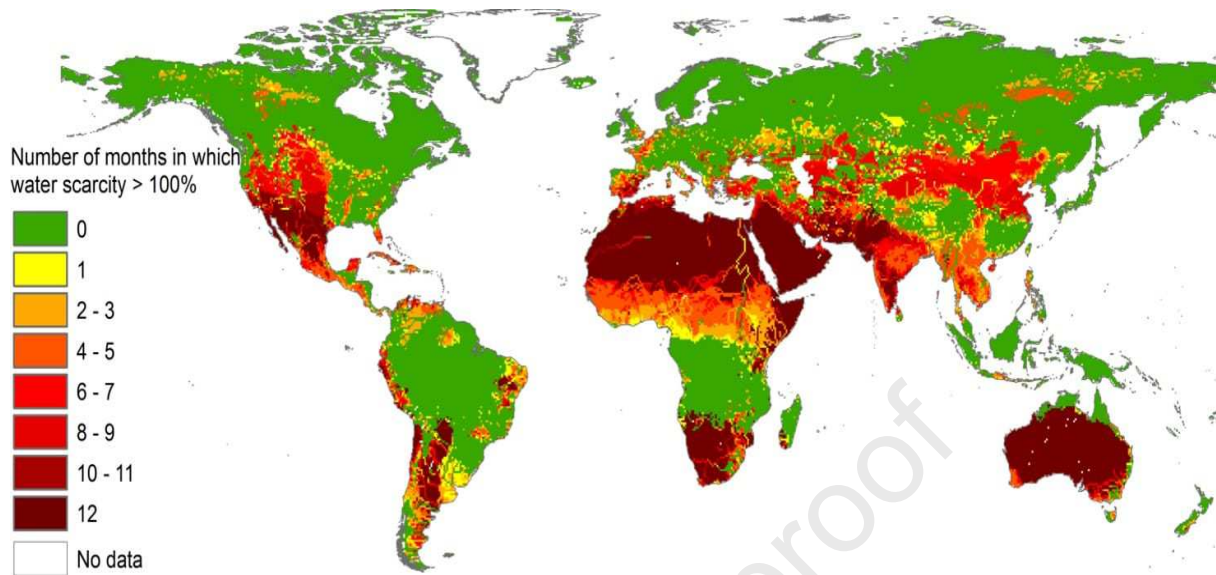 Number of months in which
water scarcity > 100%
0
1
2 - 3
4 - 5
6 - 7
8 - 9
10 - 11
12
No data
proof